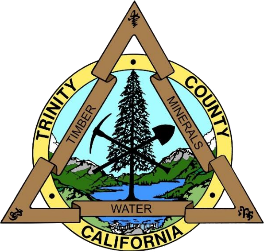 TRINITY
COUNTY
TIMBER
MINERALS
WATER
CALIFORNIA